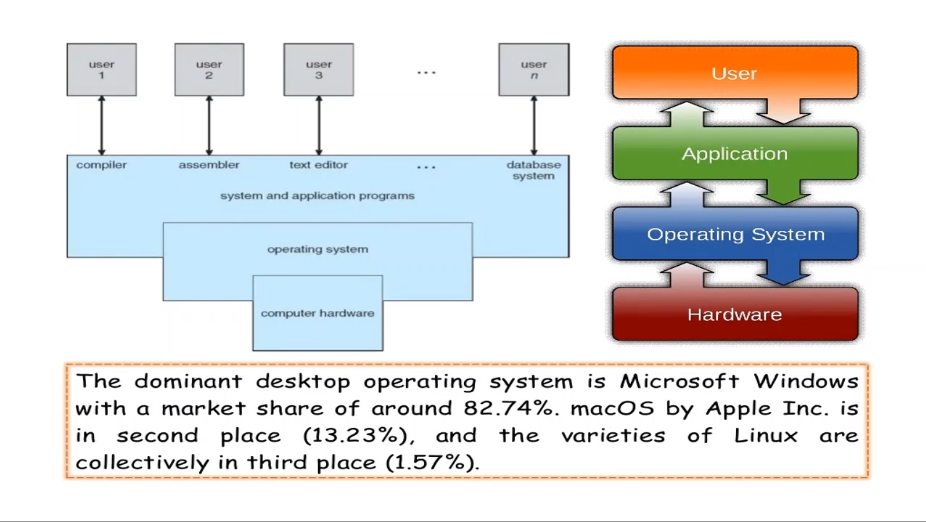 user
1
user
2
user
3
...
user
n
compiler
assembler
text editor
...
database
system
system and application programs
operating system
computer hardware
User
Application
Operating System
Hardware
The dominant desktop operating system is Microsoft Windows
with a market share of around 82.74%. macOS by Apple Inc. is
in second place (13.23%), and the varieties of Linux are
collectively in third place (1.57%).